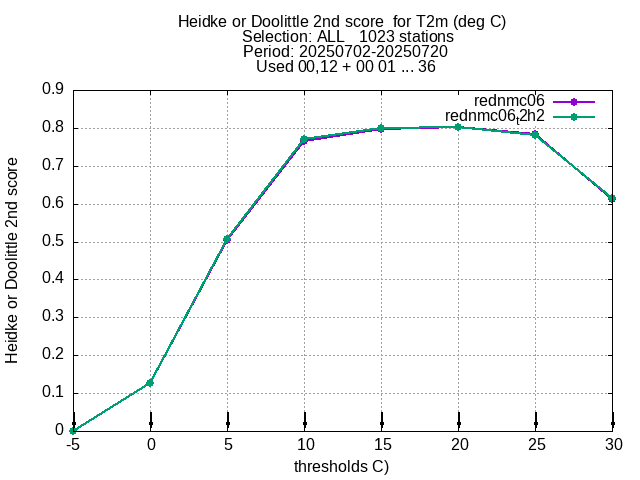 Heidke or Doolittle 2nd score  for T2m (deg C)
Selection: ALL   1023 stations
Period: 20250702-20250720
Used 00,12 + 00 01 ... 36
rednmc06
rednmc06t2h2
Heidke or Doolittle 2nd score
0.9
0.8
0.7
0.6
0.5
0.4
0.3
0.2
0.1
0
-5 0 5 10 15 20 25 30
thresholds C)